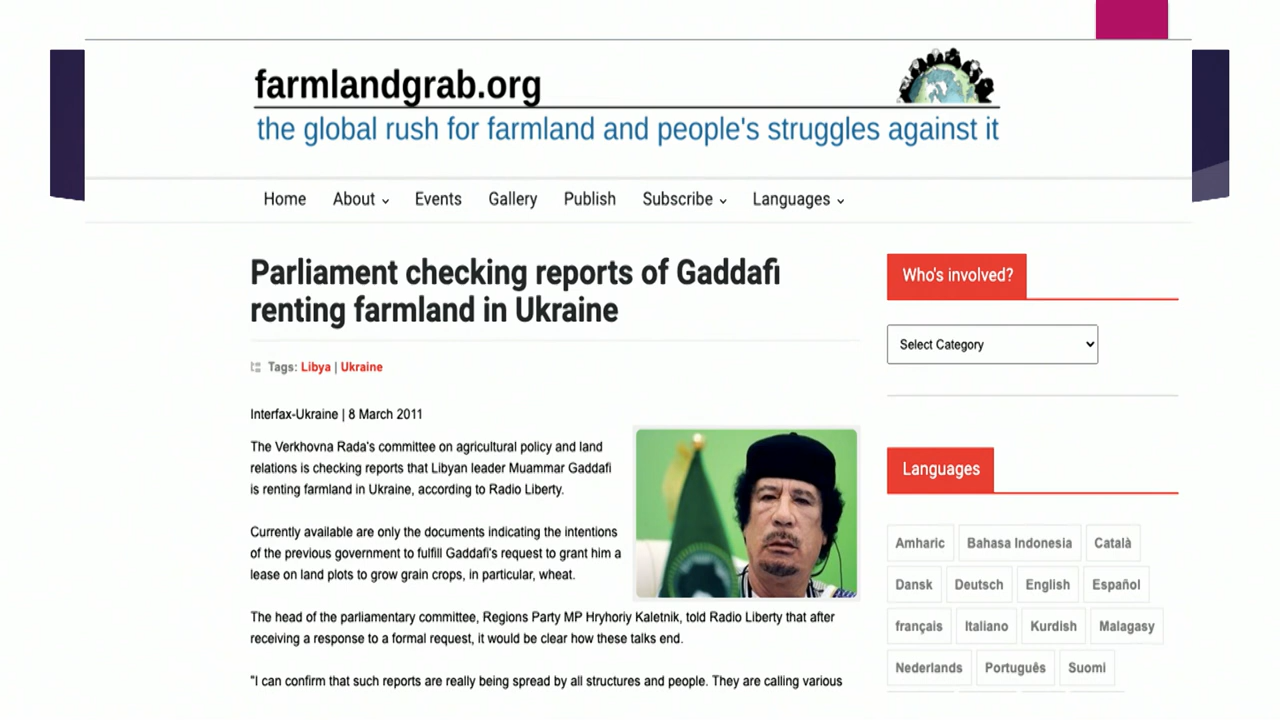 farmlandgrab.org
the global rush for farmland and people's struggles against it
Home About Events Gallery Publish Subscribe Languages
Parliament checking reports of Gaddafi
renting farmland in Ukraine
Tags: Libya | Ukraine
Interfax-Ukraine | 8 March 2011
The Verkhovna Rada's committee on agricultural policy and land
relations is checking reports that Libyan leader Muammar Gaddafi
is renting farmland in Ukraine, according to Radio Liberty.
Currently available are only the documents indicating the intentions
of the previous government to fulfill Gaddafi's request to grant him a
lease on land plots to grow grain crops, in particular, wheat.
The head of the parliamentary committee, Regions Party MP Hryhoriy Kaletnik, told Radio Liberty that after
receiving a response to a formal request, it would be clear how these talks end.
"I can confirm that such reports are really being spread by all structures and people. They are calling various
Who's involved?
Select Category
Languages
Amharic Bahasa Indonesia Català
Dansk Deutsch English Español
français Italiano Kurdish Malagasy
Nederlands Português Suomi